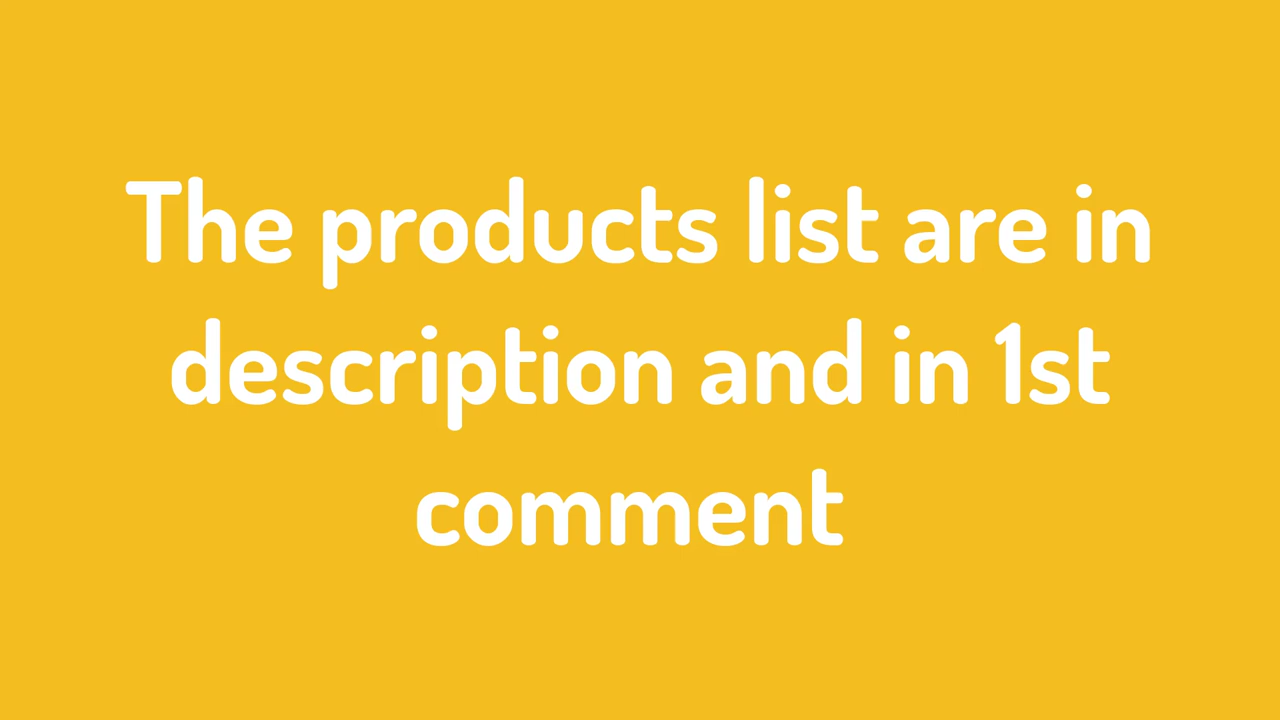 The products list are in
description and in 1st
comment